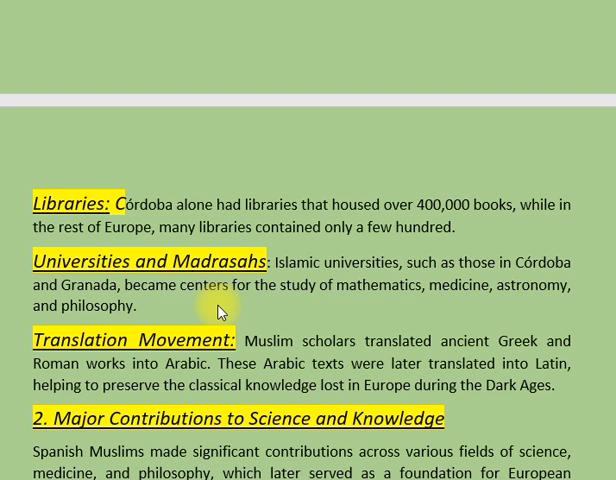 Libraries: Córdoba alone had libraries that housed over 400,000 books, while in
the rest of Europe, many libraries contained only a few hundred.
Universities and Madrasahs: Islamic universities, such as those in Córdoba
and Granada, became centers for the study of mathematics, medicine, astronomy,
and philosophy.
Translation Movement: Muslim scholars translated ancient Greek and
Roman works into Arabic. These Arabic texts were later translated into Latin,
helping to preserve the classical knowledge lost in Europe during the Dark Ages.
2. Major Contributions to Science and Knowledge
Spanish Muslims made significant contributions across various fields of science,
medicine, and philosophy, which later served as a foundation for European